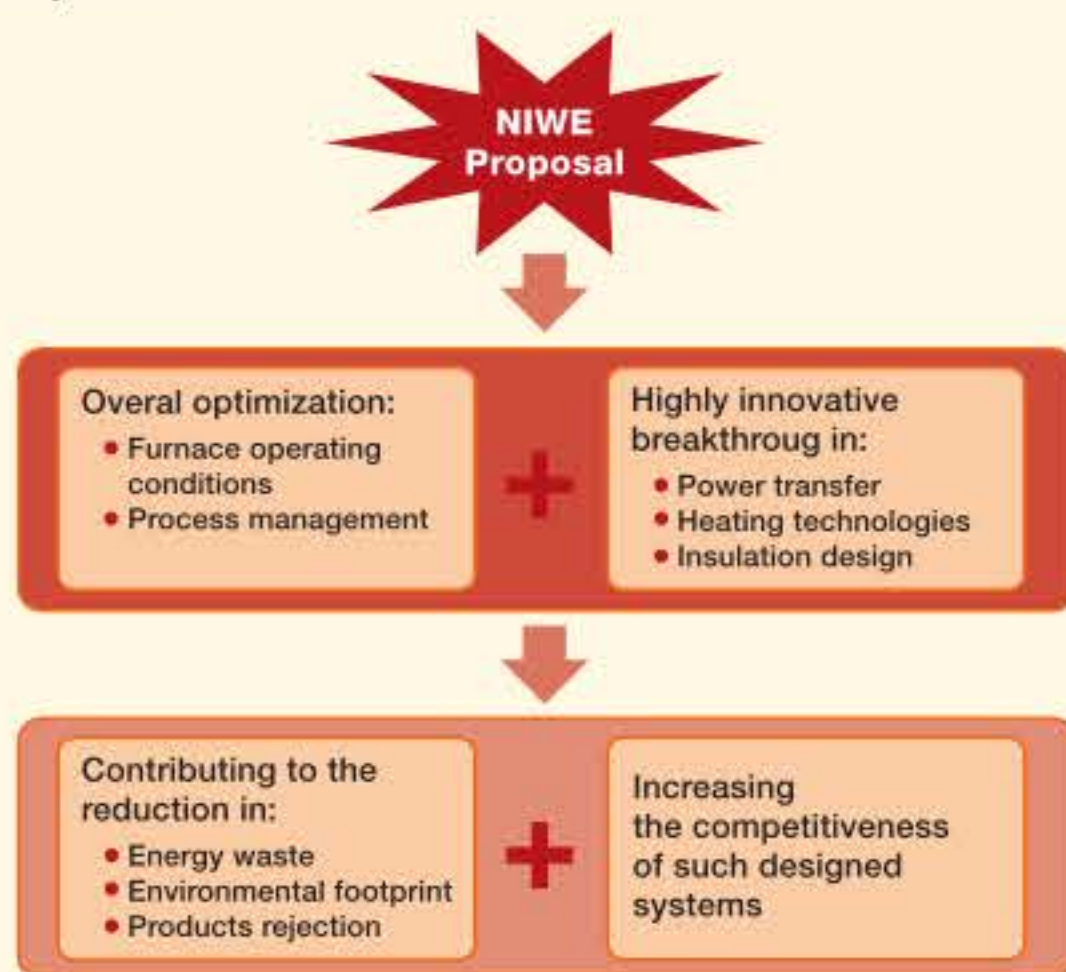 NIWE
Proposal
Overal optimization:
• Furnace operating
conditions
• Process management
+
Highly innovative
breakthroug in:
• Power transfer
• Heating technologies
• Insulation design
Contributing to the
reduction in:
• Energy waste
• Environmental footprint
• Products rejection
+
Increasing
the competitiveness
of such designed
systems